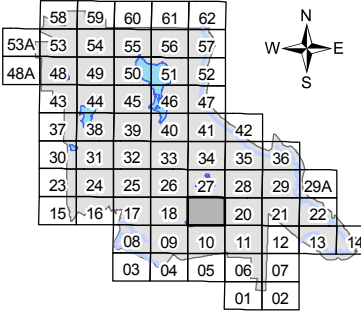 58 59 60 61 62
N
53A 53 54 55 56 57
W E
48A 48 49 50 51 52
S
43 44 45 46 47
37 38 39 40 41 42
30 31 32 33 34 35 36
23 24 25 26 27 28 29 29A
15 16 17 18 20 21 22
08 09 10 11 12 13 14
03 04 05 06 07
01 02